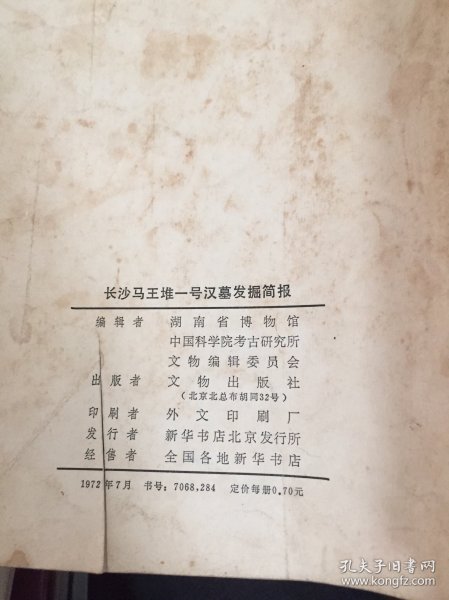 长沙马王堆一号汉墓发掘简报
编辑者 湖南省博物馆
中国科学院考古研究所
文物编辑委员会
出版者 文物出版社
(北京北总布胡同32号)
印刷者 外文印刷厂
发行者 新华书店北京发行所
经售者 全国各地新华书店
1972年7月 书号:7068,284 定价每册0.70元
孔夫子旧书网
www.kongfz.com